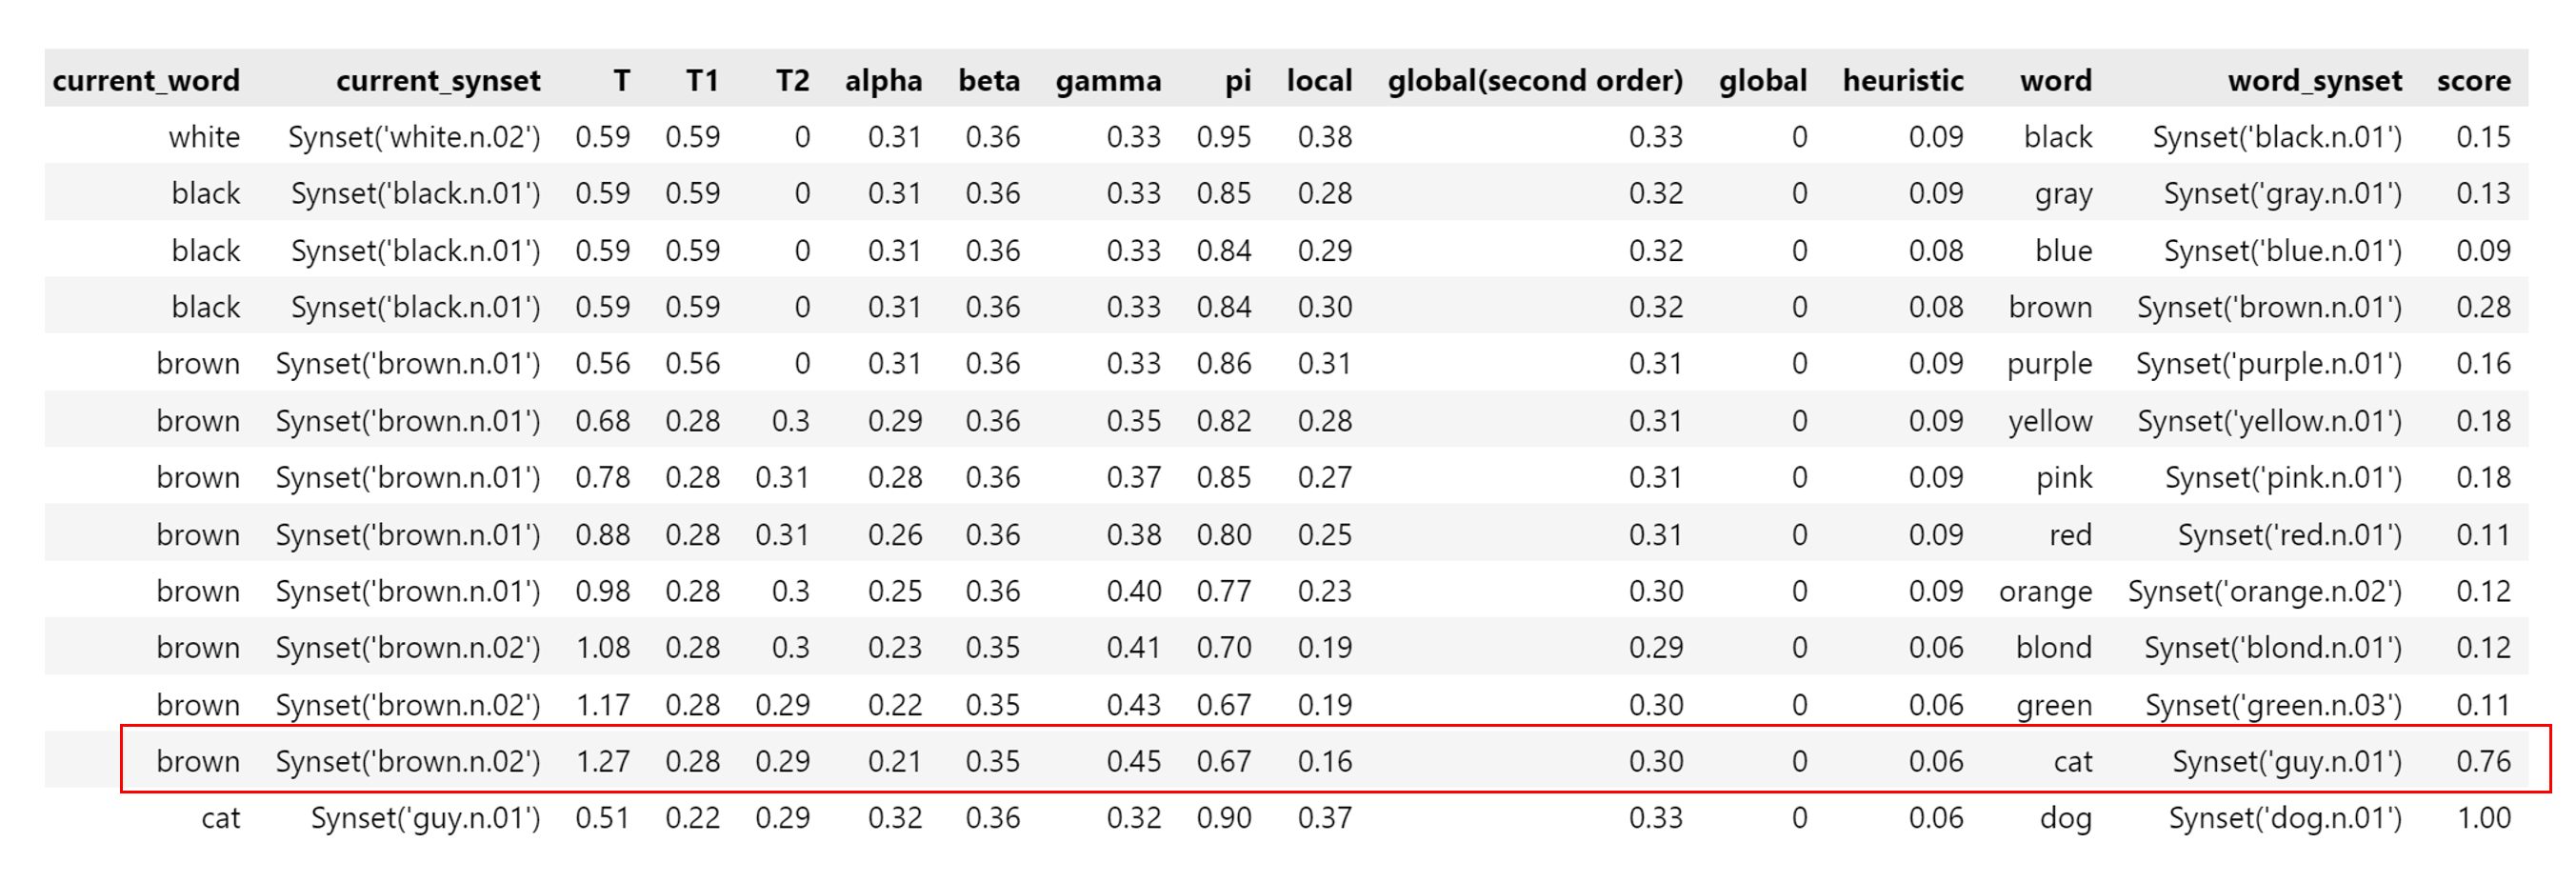 current_word current_synset T T1 T2 alpha beta gamma pi local global(second order) global heuristic word word_synset score
white Synset('white.n.02') 0.59 0.59 0 0.31 0.36 0.33 0.95 0.38 0.33 0 0.09 black Synset('black.n.01') 0.15
black Synset('black.n.01') 0.59 0.59 0 0.31 0.36 0.33 0.85 0.28 0.32 0 0.09 gray Synset('gray.n.01') 0.13
black Synset('black.n.01') 0.59 0.59 0 0.31 0.36 0.33 0.84 0.29 0.32 0 0.08 blue Synset('blue.n.01') 0.09
black Synset('black.n.01') 0.59 0.59 0 0.31 0.36 0.33 0.84 0.30 0.32 0 0.08 brown Synset('brown.n.01') 0.28
brown Synset('brown.n.01') 0.56 0.56 0 0.31 0.36 0.33 0.86 0.31 0.31 0 0.09 purple Synset('purple.n.01') 0.16
brown Synset('brown.n.01') 0.68 0.28 0.3 0.29 0.36 0.35 0.82 0.28 0.31 0 0.09 yellow Synset('yellow.n.01') 0.18
brown Synset('brown.n.01') 0.78 0.28 0.31 0.28 0.36 0.37 0.85 0.27 0.31 0 0.09 pink Synset('pink.n.01') 0.18
brown Synset('brown.n.01') 0.88 0.28 0.31 0.26 0.36 0.38 0.80 0.25 0.31 0 0.09 red Synset('red.n.01') 0.11
brown Synset('brown.n.01') 0.98 0.28 0.3 0.25 0.36 0.40 0.77 0.23 0.30 0 0.09 orange Synset('orange.n.02') 0.12
brown Synset('brown.n.02') 1.08 0.28 0.3 0.23 0.35 0.41 0.70 0.19 0.29 0 0.06 blond Synset('blond.n.01') 0.12
brown Synset('brown.n.02') 1.17 0.28 0.29 0.22 0.35 0.43 0.67 0.19 0.30 0 0.06 green Synset('green.n.03') 0.11
brown Synset('brown.n.02') 1.27 0.28 0.29 0.21 0.35 0.45 0.67 0.16 0.30 0 0.06 cat Synset('guy.n.01') 0.76
cat Synset('guy.n.01') 0.51 0.22 0.29 0.32 0.36 0.32 0.90 0.37 0.33 0 0.06 dog Synset('dog.n.01') 1.00